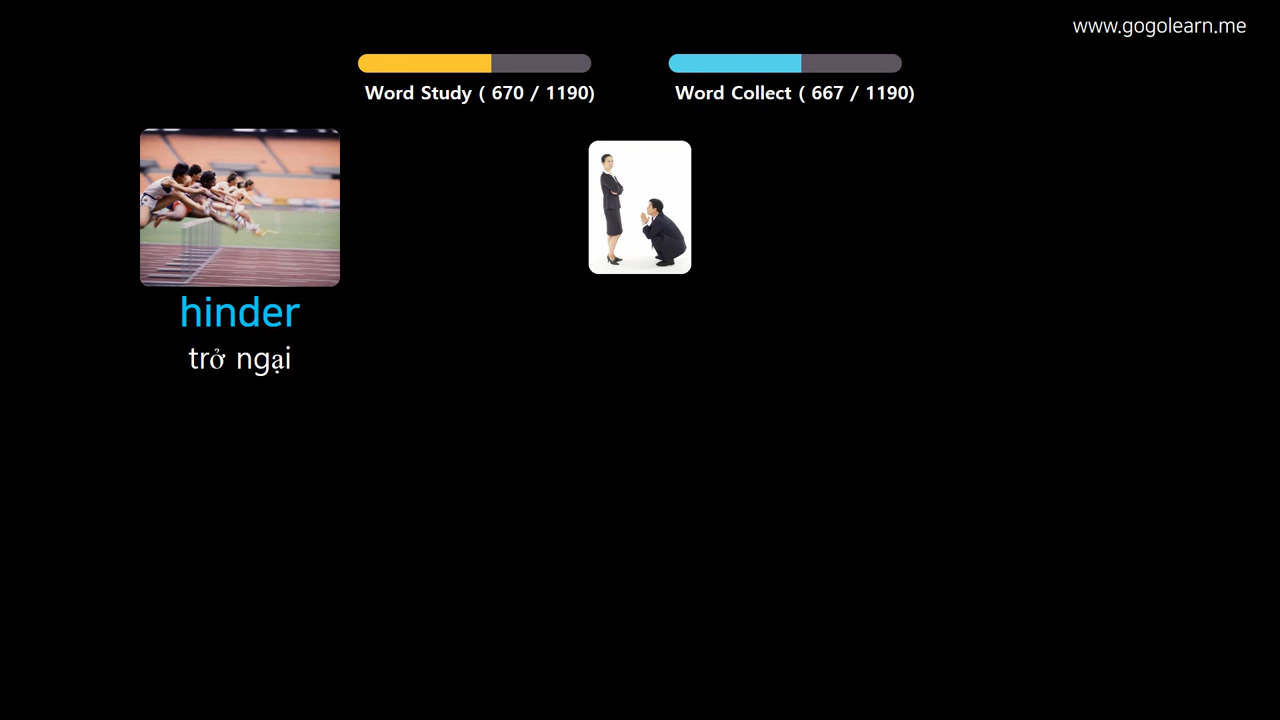 www.gogolearn.me
Word Study ( 670 / 1190)
Word Collect ( 667 / 1190)
hinder
trở ngại